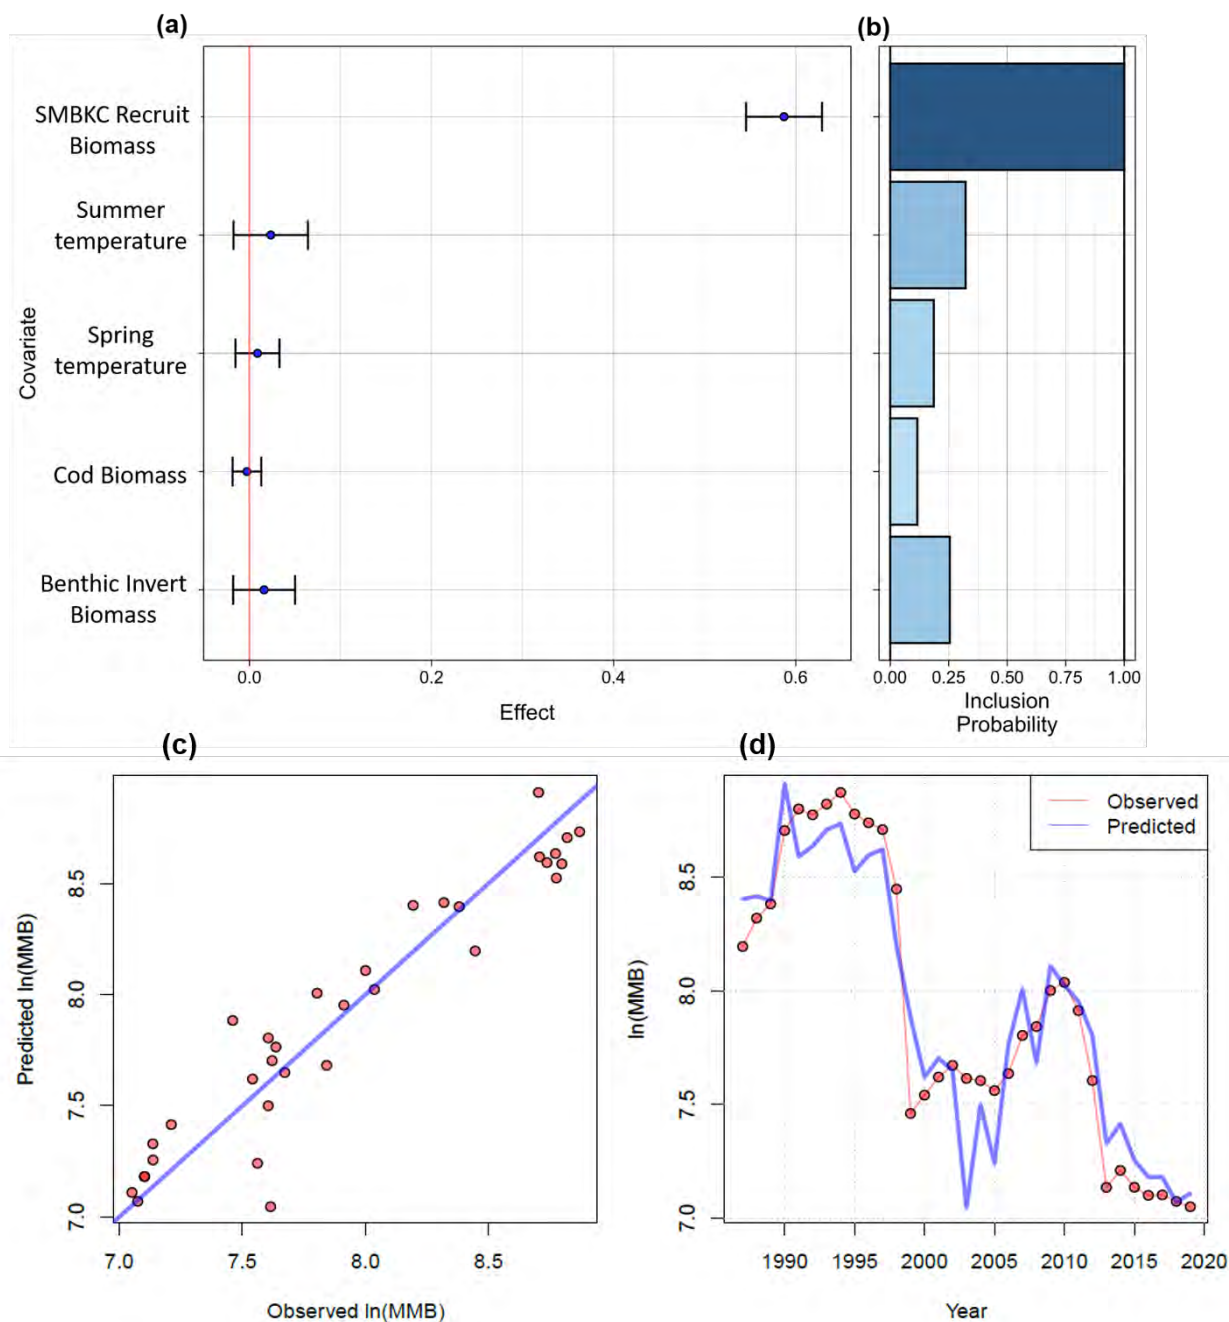 (a)
(b)
SMBKC Recruit
Biomass
Summer
temperature
Spring
temperature
Cod Biomass
Benthic Invert
Biomass
Covariate
0.0 0.2 0.4 0.6
Effect
0.00 0.25 0.50 0.75 1.00
Inclusion
Probability
(c)
(d)
Predicted ln(MMB)
8.5
8.0
7.5
7.0
7.0 7.5 8.0 8.5
Observed ln(MMB)
Observed
Predicted
ln(MMB)
8.5
8.0
7.5
7.0
1990 1995 2000 2005 2010 2015 2020
Year